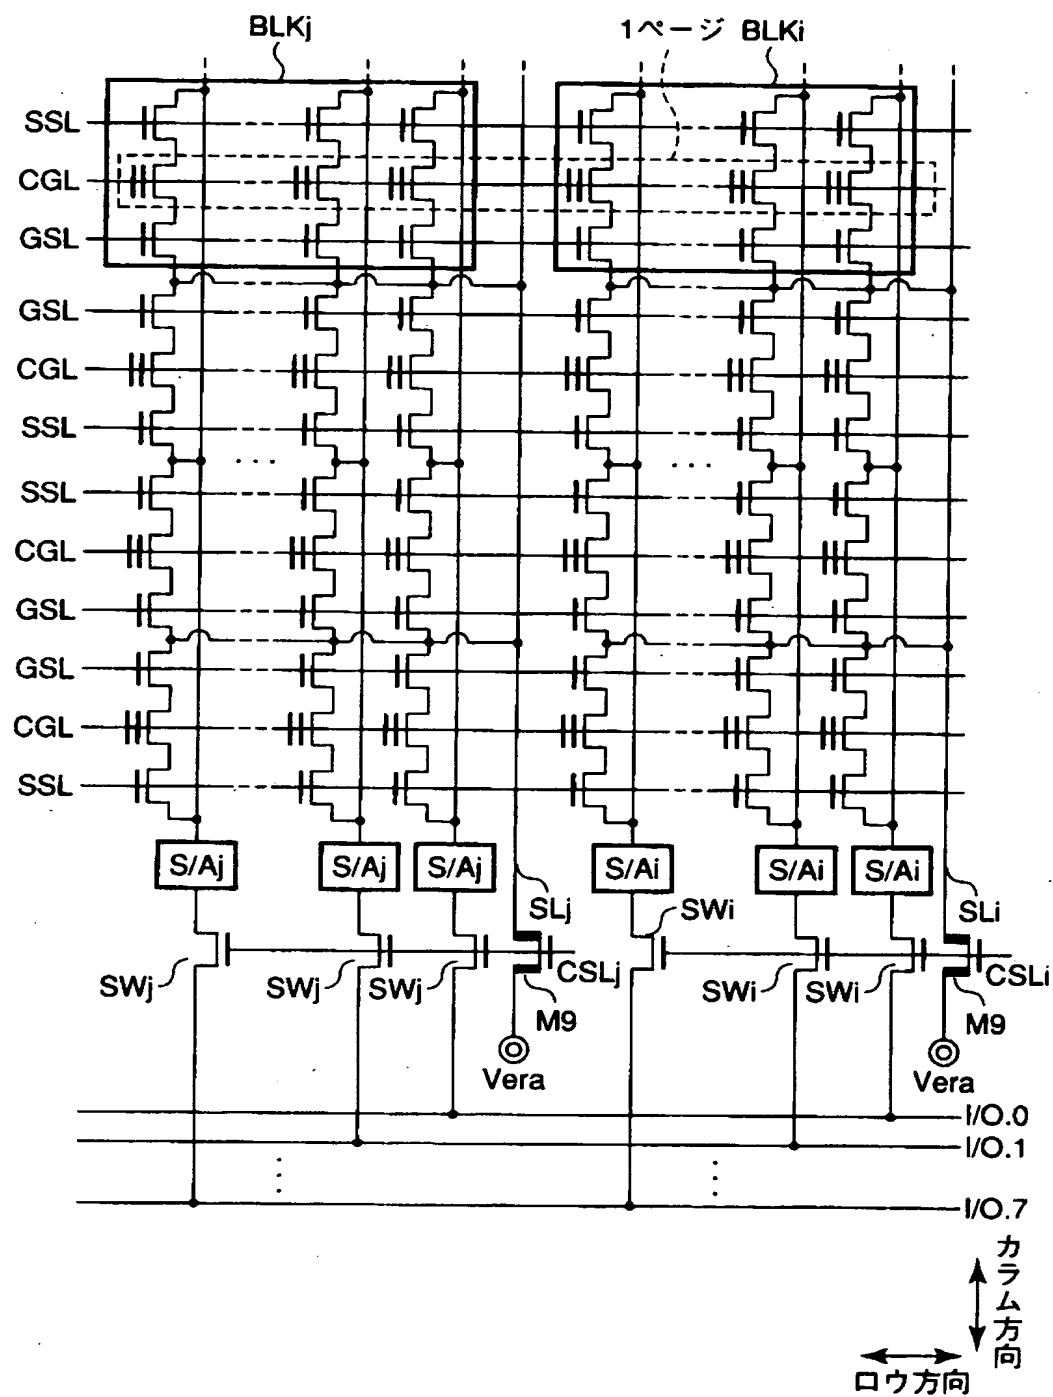 BLKj
1ページ BLKi
SSL
CGL
GSL
GSL
CGL
SSL
SSL
CGL
GSL
GSL
CGL
SSL
S/Aj
S/Aj
S/Aj
S/Ai
S/Ai
S/Ai
SLj
SWi
SLi
SWj
SWj
SWj
CSLj
SWi
SWi
CSLi
M9
M9
Vera
Vera
I/O.0
I/O.1
I/O.7
カラム方向
ロウ方向